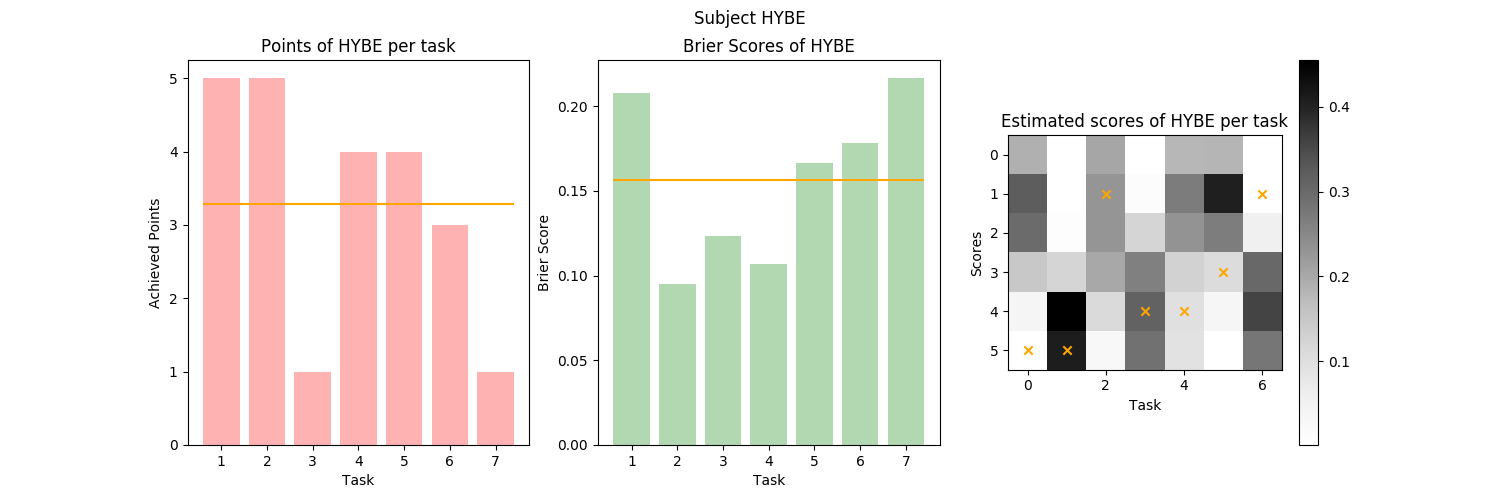 Subject HYBE
Points of HYBE per task
Achieved Points
5
4
3
2
1
0
1 2 3 4 5 6 7
Task
Brier Scores of HYBE
Brier Score
0.20
0.15
0.10
0.05
0.00
1 2 3 4 5 6 7
Task
Estimated scores of HYBE per task
Scores
0
1
2
3
4
5
0 2 4 6
Task
0.4
0.3
0.2
0.1